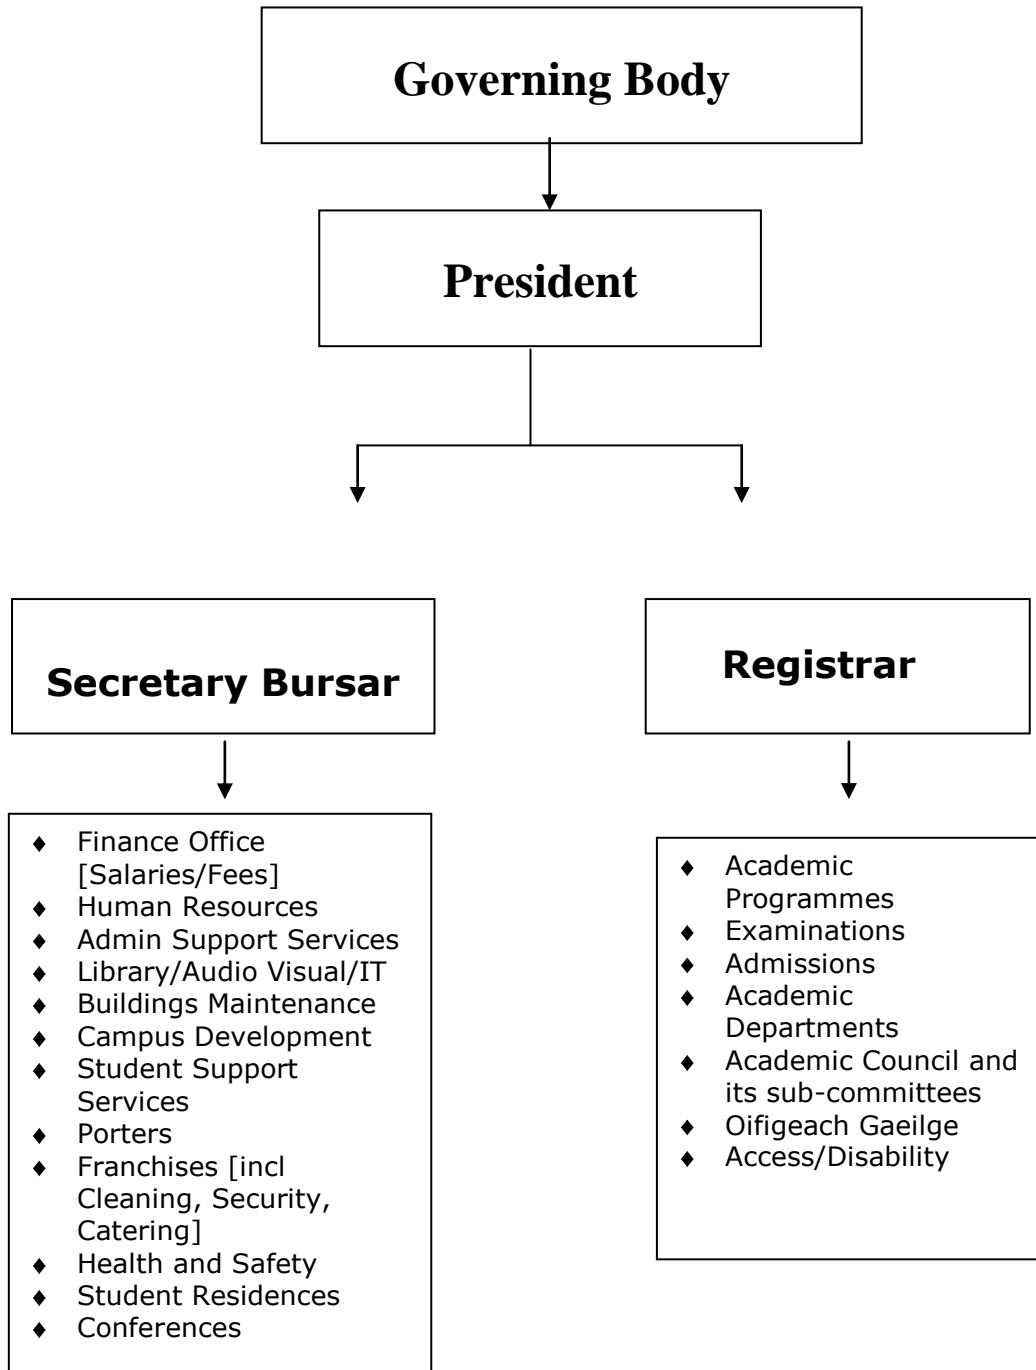 Governing Body
President
Secretary Bursar
Registrar
♦ Finance Office
[Salaries/Fees]
♦ Human Resources
♦ Admin Support Services
♦ Library/Audio Visual/IT
♦ Buildings Maintenance
♦ Campus Development
♦ Student Support
Services
♦ Porters
♦ Franchises [incl
Cleaning, Security,
Catering]
♦ Health and Safety
♦ Student Residences
♦ Conferences
♦ Academic
Programmes
♦ Examinations
♦ Admissions
♦ Academic
Departments
♦ Academic Council and
its sub-committees
♦ Oifigeach Gaeilge
♦ Access/Disability